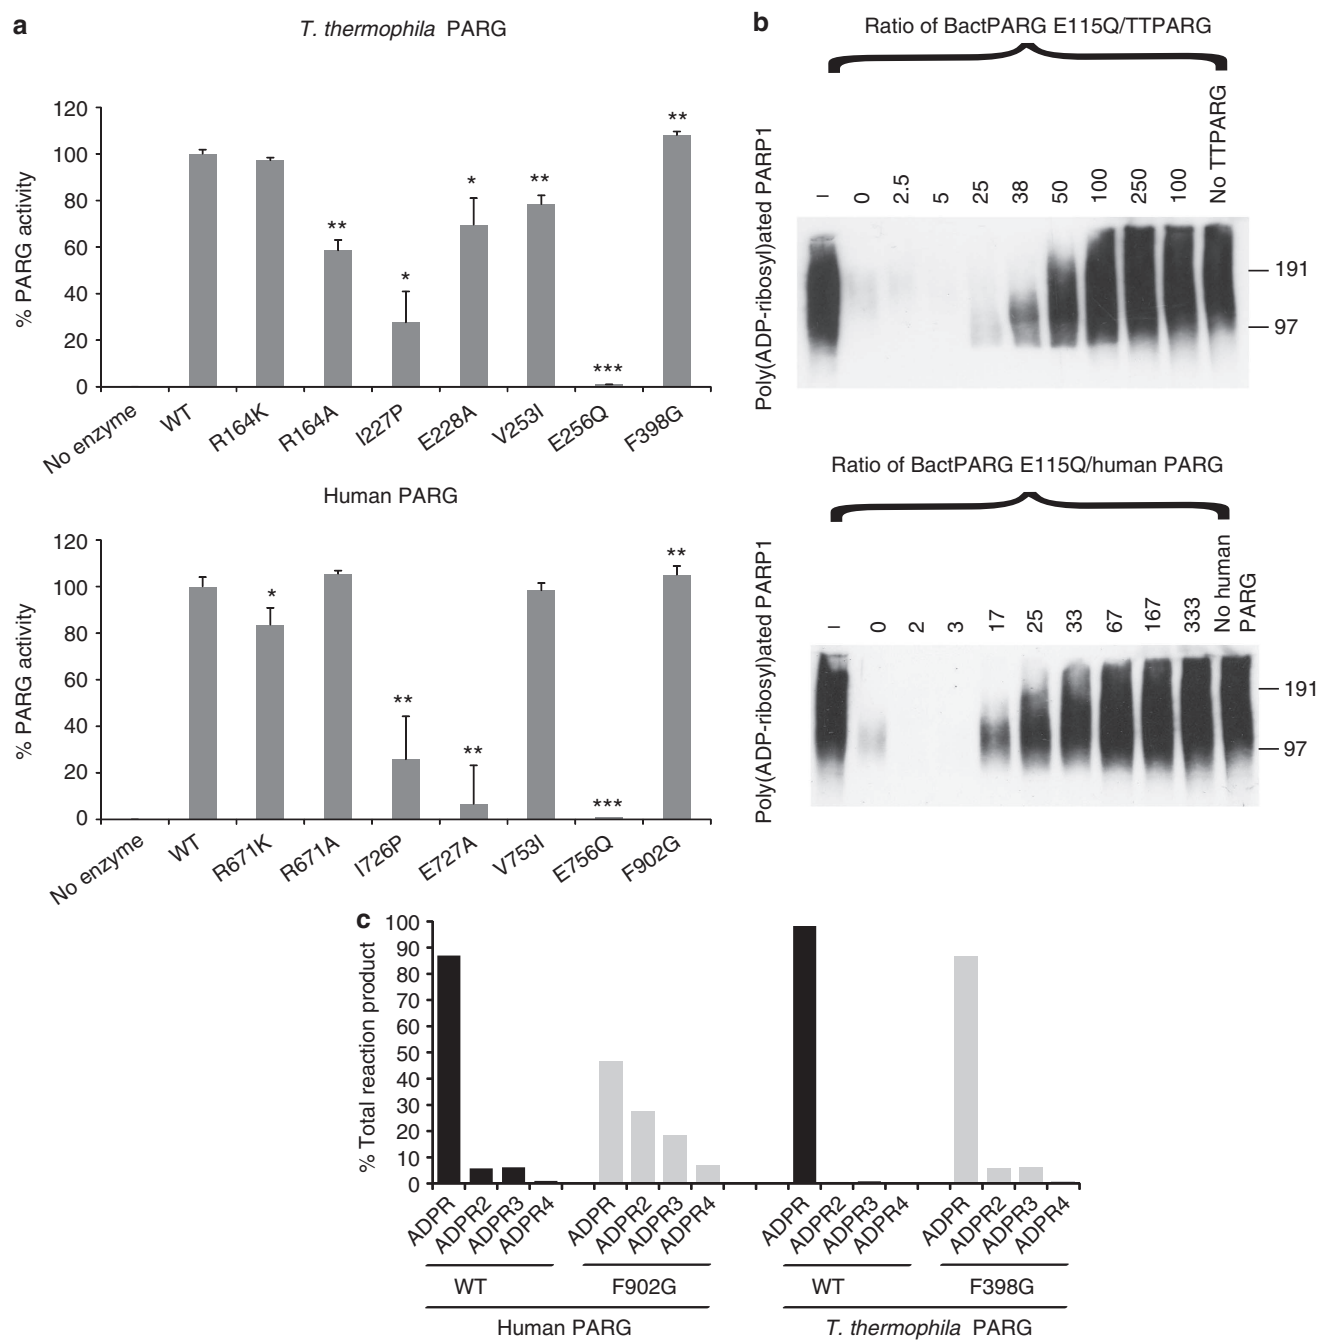 a
T. thermophila PARG
% PARG activity
120
100
80
60
40
20
0
**
*
*
**
***
**
No enzyme
WT
R164K
R164A
I227P
E228A
V253I
E256Q
F398G
Human PARG
% PARG activity
120
100
80
60
40
20
0
*
**
**
***
**
No enzyme
WT
R671K
R671A
I726P
E727A
V753I
E756Q
F902G
b
Ratio of BactPARG E115Q/TTPARG
Poly(ADP-ribosyl)ated PARP1
–
0
2.5
5
25
38
50
100
250
100
No TTPARG
191
97
Ratio of BactPARG E115Q/human PARG
Poly(ADP-ribosyl)ated PARP1
–
0
2
3
17
25
33
67
167
333
No human
PARG
191
97
c
% Total reaction product
100
90
80
70
60
50
40
30
20
10
0
ADPR
ADPR2
ADPR3
ADPR4
ADPR
ADPR2
ADPR3
ADPR4
ADPR
ADPR2
ADPR3
ADPR4
ADPR
ADPR2
ADPR3
ADPR4
WT
F902G
WT
F398G
Human PARG
T. thermophila PARG